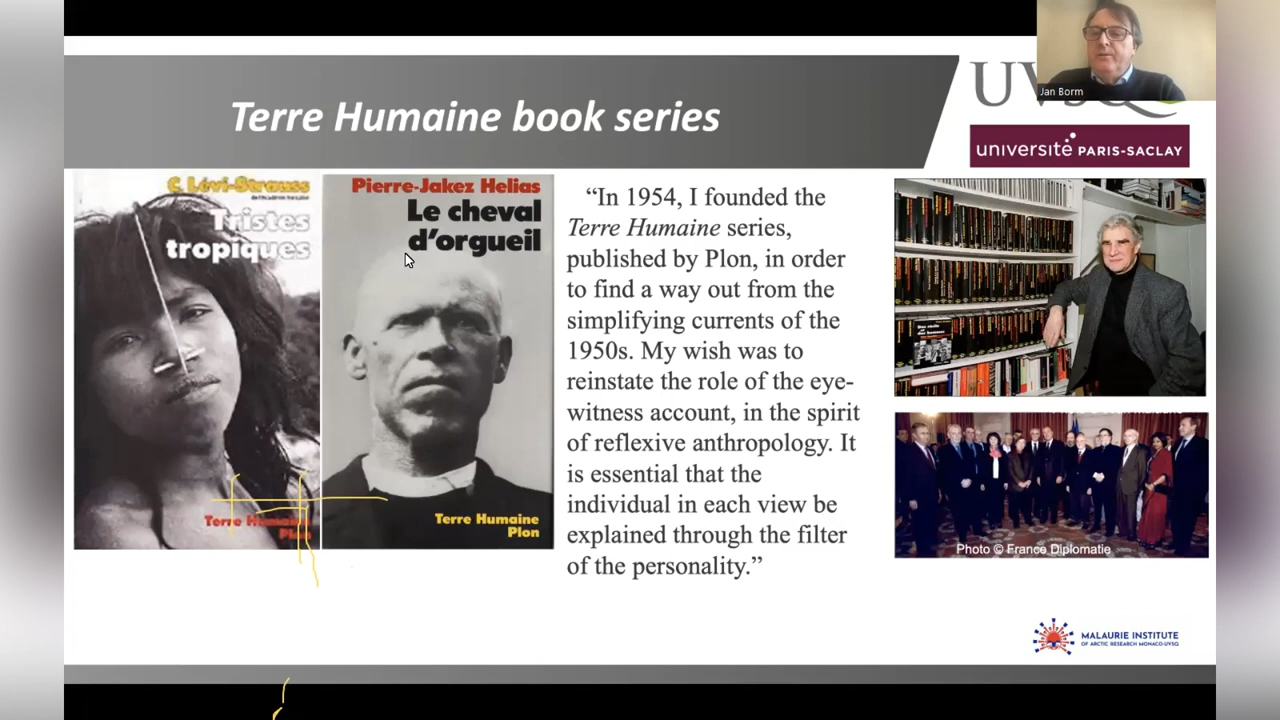 Terre Humaine book series
UVSQ
Jan Borm
université PARIS-SACLAY
C. Lévi-Strauss
de l'Académie française
Tristes
tropiques
Terre Humaine
Plon
Pierre-Jakez Helias
Le cheval
d'orgueil
Terre Humaine
Plon
“In 1954, I founded the
Terre Humaine series,
published by Plon, in order
to find a way out from the
simplifying currents of the
1950s. My wish was to
reinstate the role of the eye-
witness account, in the spirit
of reflexive anthropology. It
is essential that the
individual in each view be
explained through the filter
of the personality.”
Photo © France Diplomatie
MALAURIE INSTITUTE
OF ARCTIC RESEARCH MONACO-UVSQ